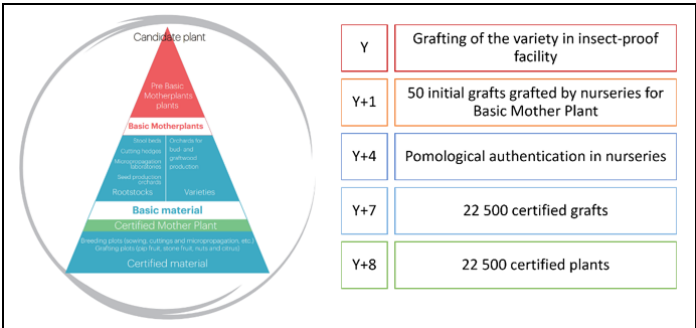 Candidate plant
Pre Basic
Motherplants
plants
Basic Motherplants
Stool beds
Cutting hedges
Micropropagation
laboratories
Seed production
orchards
Rootstocks
Orchards for
bud- and
graftwood
production
Varieties
Basic material
Certified Mother Plant
Breeding plots (sowing, cuttings and micropropagation, etc.)
Grafting plots (pip fruit, stone fruit, nuts and citrus)
Certified material
Y
Grafting of the variety in insect-proof
facility
Y+1
50 initial grafts grafted by nurseries for
Basic Mother Plant
Y+4
Pomological authentication in nurseries
Y+7
22 500 certified grafts
Y+8
22 500 certified plants